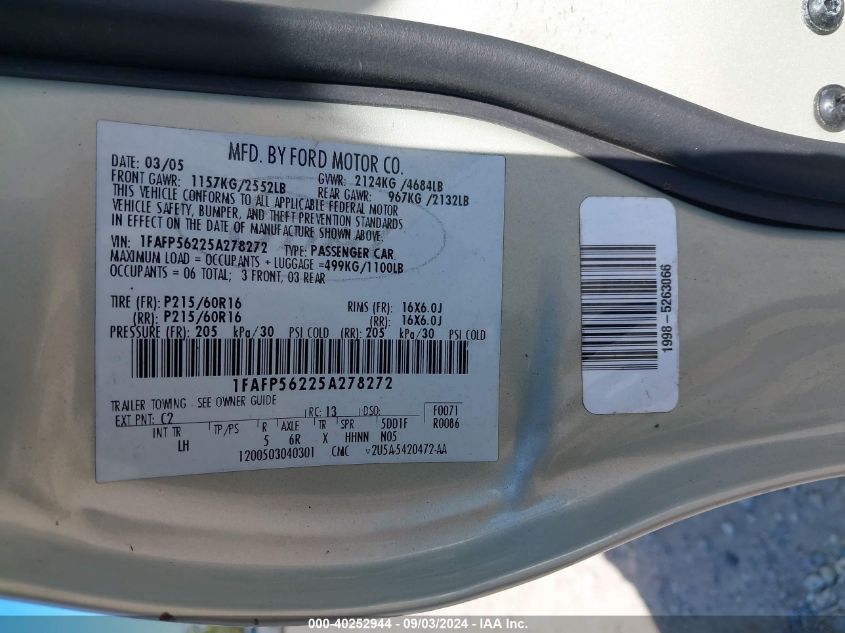 MFD. BY FORD MOTOR CO.
DATE: 03/05 GVWR: 2124KG /4684LB
FRONT GAWR: 1157KG/2552LB REAR GAWR: 967KG /2132LB
THIS VEHICLE CONFORMS TO ALL APPLICABLE FEDERAL MOTOR
VEHICLE SAFETY, BUMPER, AND THEFT PREVENTION STANDARDS
IN EFFECT ON THE DATE OF MANUFACTURE SHOWN ABOVE.
VIN: 1FAFP56225A278272 TYPE: PASSENGER CAR
MAXIMUM LOAD = OCCUPANTS + LUGGAGE =499KG/1100LB
OCCUPANTS = 06 TOTAL; 3 FRONT, 03 REAR
TIRE (FR): P215/60R16 RIMS (FR): 16X6.0J
(RR): P215/60R16 (RR): 16X6.0J
PRESSURE (FR): 205 kPa/30 PSI COLD (RR): 205 kPa/30 PSI COLD
1FAFP56225A278272
TRAILER TOWING - SEE OWNER GUIDE
EXT PNT: C2 RC: 13 DSO: F0071
INT TR TP/PS R AXLE TR SPR 5DD1F R0086
LH 5 6R X HHNN N05
1200503040301 CMC ▽2U5A-5420472-AA
1998-5263066
000-40252944 - 09/03/2024 - IAA Inc.